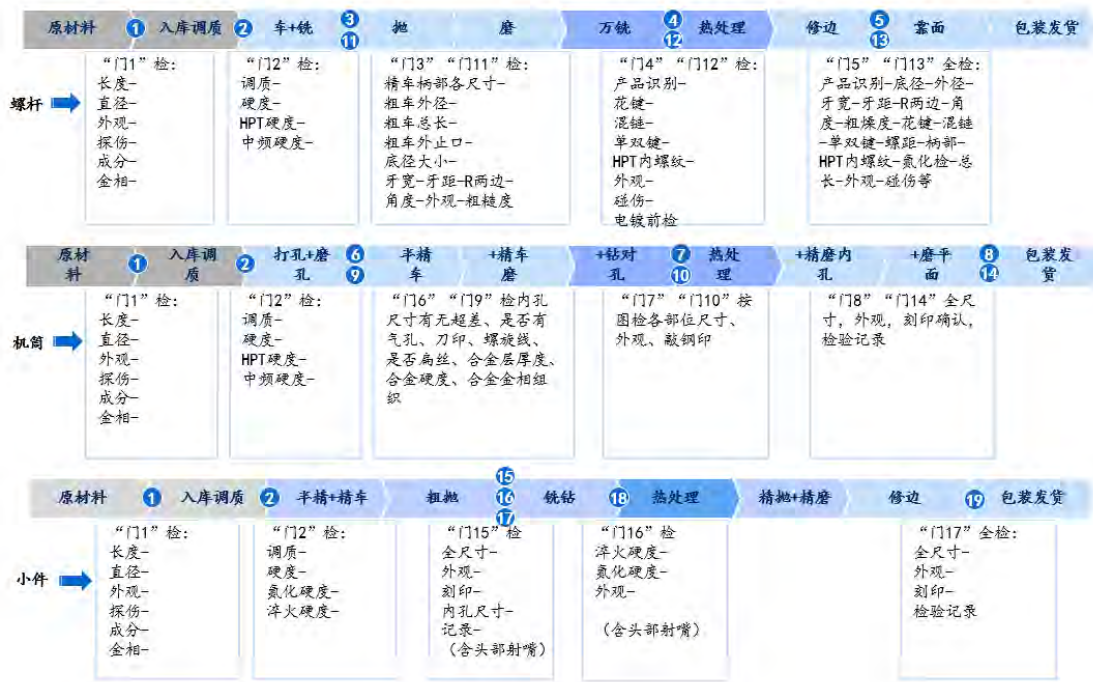 原材料 1 入库调质 2 车+铣 3 11 抛 磨 万铣 4 12 热处理 修边 5 13 靠面 包装发货
螺杆
“门1”检:
长度-
直径-
外观-
探伤-
成分-
金相-
“门2”检:
调质-
硬度-
HPT硬度-
中频硬度-
“门3”“门11”检:
精车柄部各尺寸-
粗车外径-
粗车总长-
粗车外止口-
底径大小-
牙宽-牙距-R两边-
角度-外观-粗糙度
“门4”“门12”检:
产品识别-
花键-
混链-
单双键-
HPT内螺纹-
外观-
碰伤-
电镀前检
“门5”“门13”全检:
产品识别-底径-外径-
牙宽-牙距-R两边-角
度-粗燥度-花键-混链
-单双键-螺距-柄部-
HPT内螺纹-氮化检-总
长-外观-碰伤等
原材
料
1
入库调
质
2
打孔+磨
孔
6
9
半精
车
+精车
磨
+钻对
孔
7
10
热处
理
+精磨内
孔
+磨平
面
8
14
包装发
货
机筒
“门1”检:
长度-
直径-
外观-
探伤-
成分-
金相-
“门2”检:
调质-
硬度-
HPT硬度-
中频硬度-
“门6”“门9”检内孔
尺寸有无超差、是否有
气孔、刀印、螺旋线、
是否扁丝、合金层厚度、
合金硬度、合金金相组
织
“门7”“门10”按
图检各部位尺寸、
外观、敲钢印
“门8”“门14”全尺
寸,外观,刻印确认,
检验记录
原材料 1 入库调质 2 半精+精车 粗抛 15 16 17 铣钻 18 热处理 精抛+精磨 修边 19 包装发货
小件
“门1”检:
长度-
直径-
外观-
探伤-
成分-
金相-
“门2”检:
调质-
硬度-
氮化硬度-
淬火硬度-
“门15”检
全尺寸-
外观-
刻印-
内孔尺寸-
记录-
(含头部射嘴)
“门16”检
淬火硬度-
氮化硬度-
外观-
(含头部射嘴)
“门17”全检:
全尺寸-
外观-
刻印-
检验记录